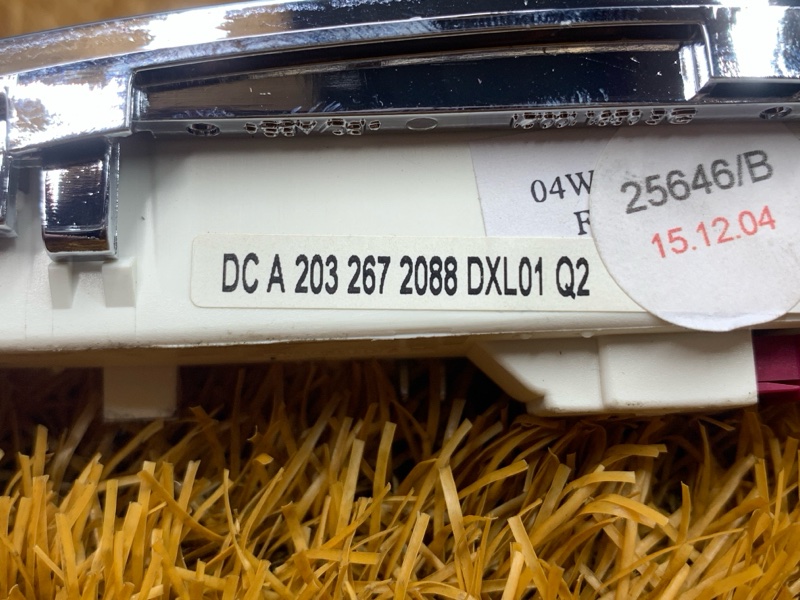 04W
F
25646/B
15.12.04
DC A 203 267 2088 DXL01 Q2